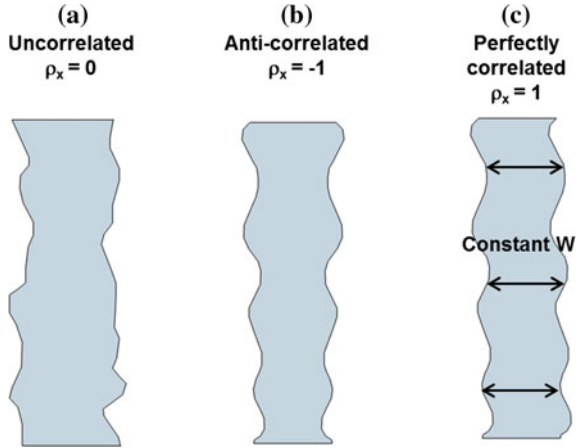 (a)
Uncorrelated
ρx = 0
(b)
Anti-correlated
ρx = -1
(c)
Perfectly
correlated
ρx = 1
Constant W